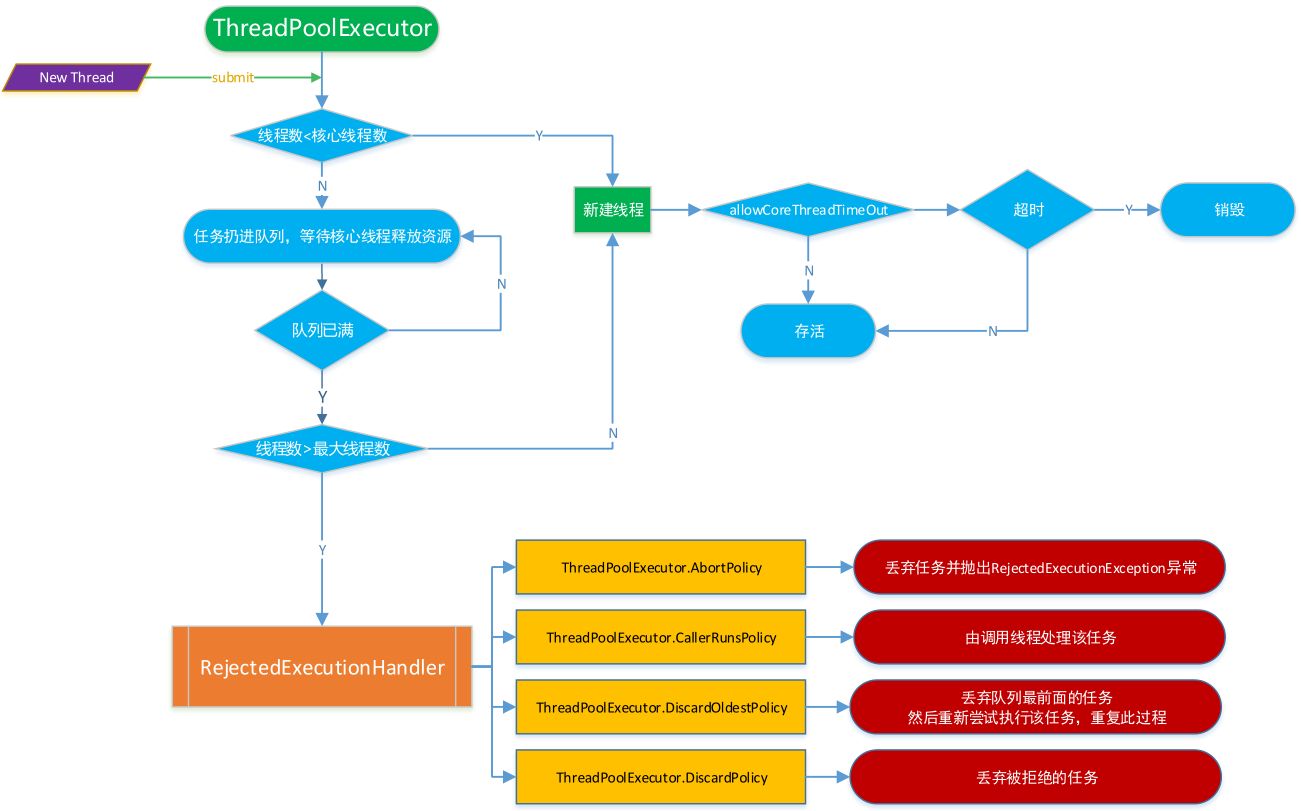 ThreadPoolExecutor
New Thread
submit
线程数<核心线程数
Y
N
新建线程
allowCoreThreadTimeOut
超时
Y
销毁
任务扔进队列，等待核心线程释放资源
N
N
队列已满
存活
N
Y
线程数>最大线程数
N
Y
ThreadPoolExecutor.AbortPolicy
丢弃任务并抛出RejectedExecutionException异常
ThreadPoolExecutor.CallerRunsPolicy
由调用线程处理该任务
RejectedExecutionHandler
ThreadPoolExecutor.DiscardOldestPolicy
丢弃队列最前面的任务
然后重新尝试执行该任务，重复此过程
ThreadPoolExecutor.DiscardPolicy
丢弃被拒绝的任务